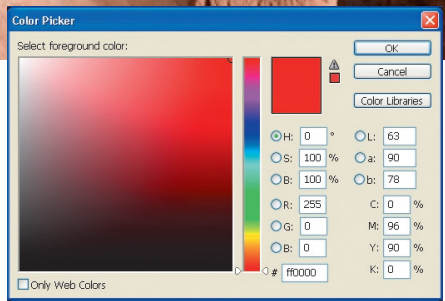 Color Picker
Select foreground color:
OK
Cancel
Color Libraries
H: 0 °
S: 100 %
B: 100 %
R: 255
G: 0
B: 0
# ff0000
L: 63
a: 90
b: 78
C: 0 %
M: 96 %
Y: 90 %
K: 0 %
Only Web Colors